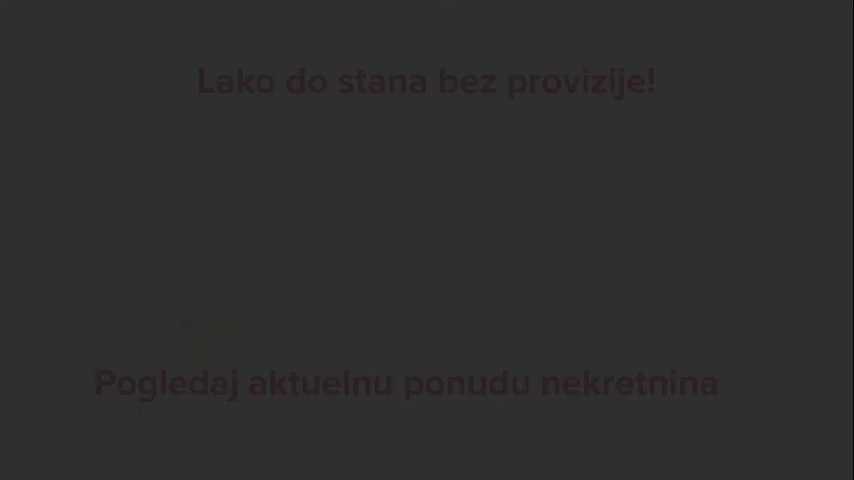 Lako do stana bez provizije!
Pogledaj aktuelnu ponudu nekretnina